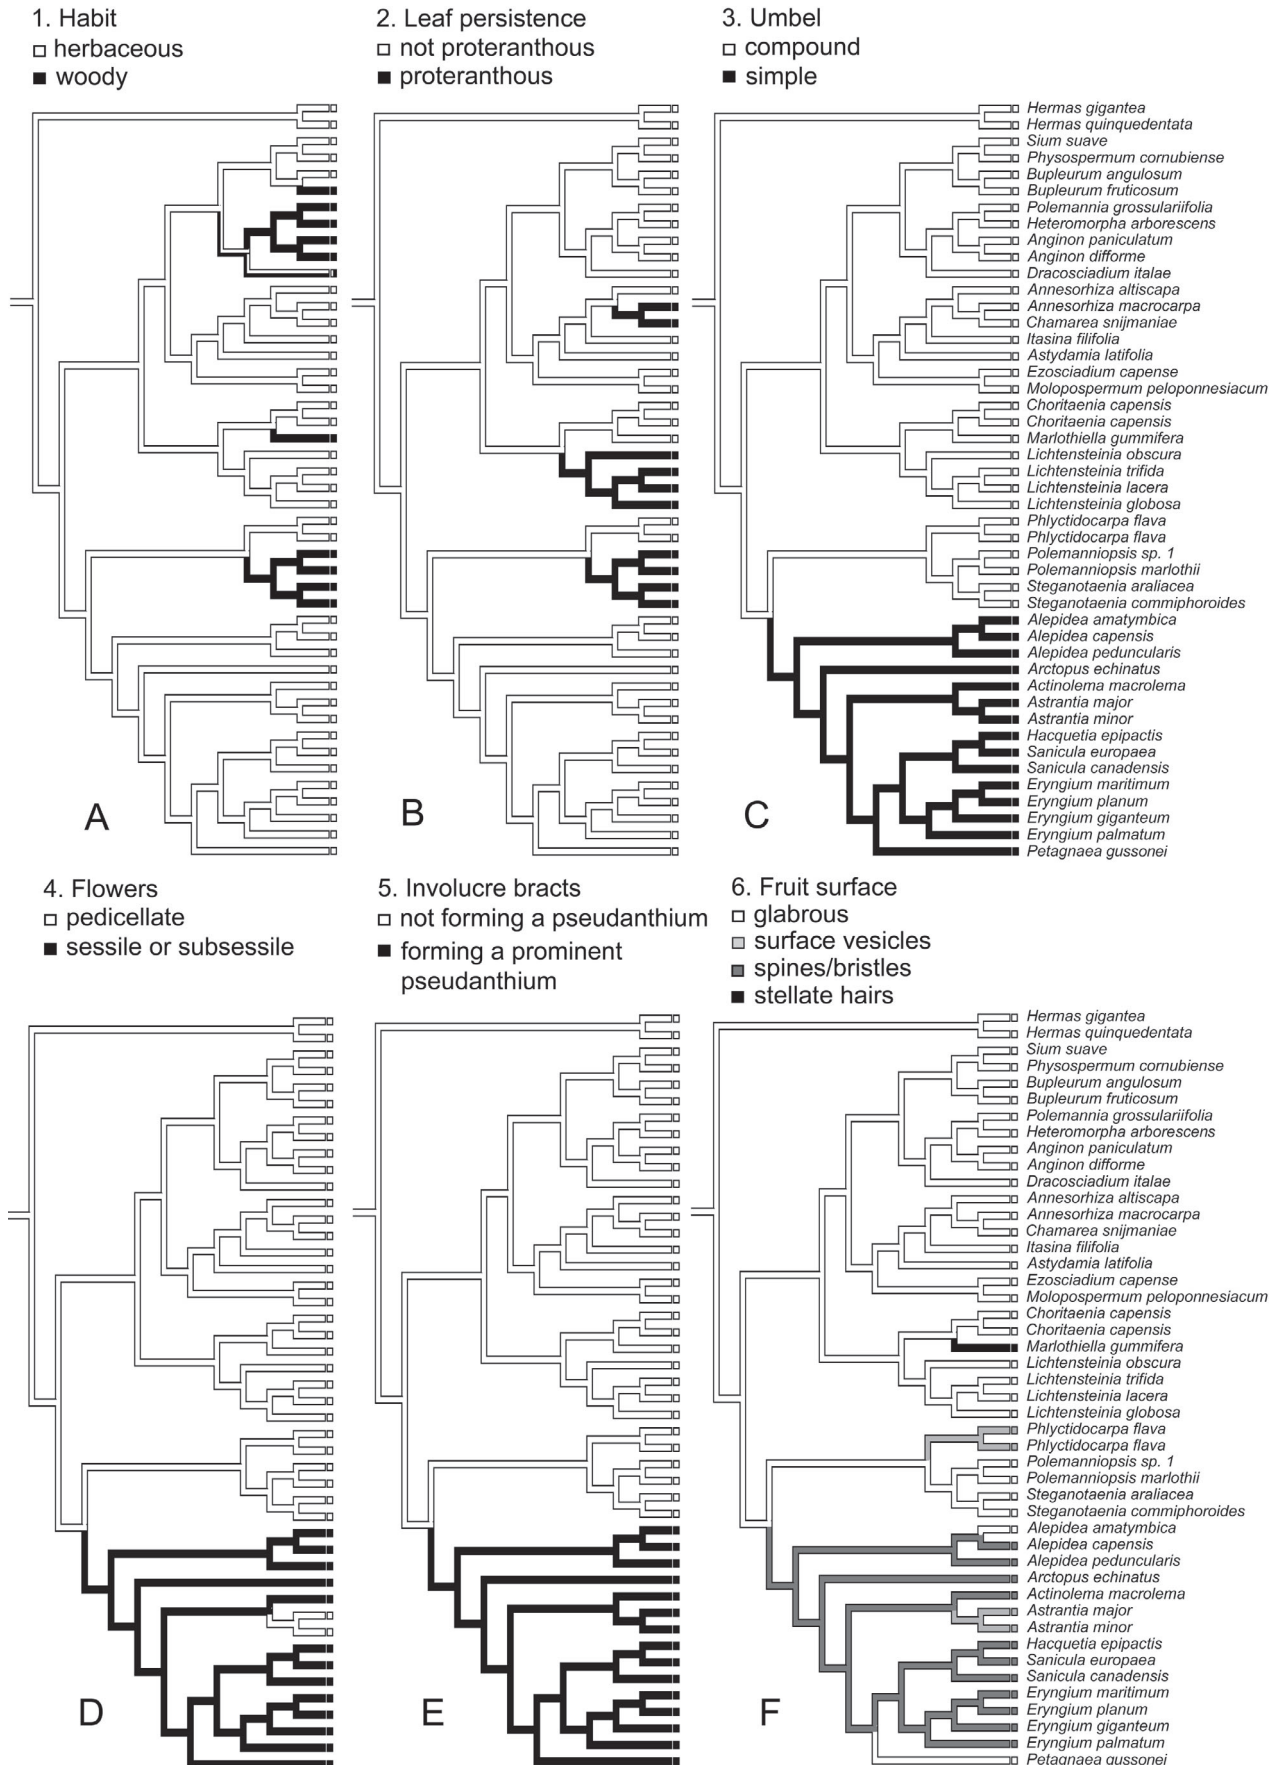 1. Habit
herbaceous
woody
2. Leaf persistence
not proteranthous
proteranthous
3. Umbel
compound
simple
Hermas gigantea
Hermas quinquedentata
Sium suave
Physospermum cornubiense
Bupleurum angulosum
Bupleurum fruticosum
Polemannia grossulariifolia
Heteromorpha arborescens
Anginon paniculatum
Anginon difforme
Dracosciadium italae
Annesorhiza altiscapa
Annesorhiza macrocarpa
Chamarea snijmaniae
Itasina filifolia
Astydamia latifolia
Ezosciadium capense
Molopospermum peloponnesiacum
Choritaenia capensis
Choritaenia capensis
Marlothiella gummifera
Lichtensteinia obscura
Lichtensteinia trifida
Lichtensteinia lacera
Lichtensteinia globosa
Phlyctidocarpa flava
Phlyctidocarpa flava
Polemanniopsis sp. 1
Polemanniopsis marlothii
Steganotaenia araliacea
Steganotaenia commiphoroides
Alepidea amatymbica
Alepidea capensis
Alepidea peduncularis
Arctopus echinatus
Actinolema macrolema
Astrantia major
Astrantia minor
Hacquetia epipactis
Sanicula europaea
Sanicula canadensis
Eryngium maritimum
Eryngium planum
Eryngium giganteum
Eryngium palmatum
Petagnaea gussonei
A
B
C
4. Flowers
pedicellate
sessile or subsessile
5. Involucre bracts
not forming a pseudanthium
forming a prominent
pseudanthium
6. Fruit surface
glabrous
surface vesicles
spines/bristles
stellate hairs
Hermas gigantea
Hermas quinquedentata
Sium suave
Physospermum cornubiense
Bupleurum angulosum
Bupleurum fruticosum
Polemannia grossulariifolia
Heteromorpha arborescens
Anginon paniculatum
Anginon difforme
Dracosciadium italae
Annesorhiza altiscapa
Annesorhiza macrocarpa
Chamarea snijmaniae
Itasina filifolia
Astydamia latifolia
Ezosciadium capense
Molopospermum peloponnesiacum
Choritaenia capensis
Choritaenia capensis
Marlothiella gummifera
Lichtensteinia obscura
Lichtensteinia trifida
Lichtensteinia lacera
Lichtensteinia globosa
Phlyctidocarpa flava
Phlyctidocarpa flava
Polemanniopsis sp. 1
Polemanniopsis marlothii
Steganotaenia araliacea
Steganotaenia commiphoroides
Alepidea amatymbica
Alepidea capensis
Alepidea peduncularis
Arctopus echinatus
Actinolema macrolema
Astrantia major
Astrantia minor
Hacquetia epipactis
Sanicula europaea
Sanicula canadensis
Eryngium maritimum
Eryngium planum
Eryngium giganteum
Eryngium palmatum
Petagnaea gussonei
D
E
F